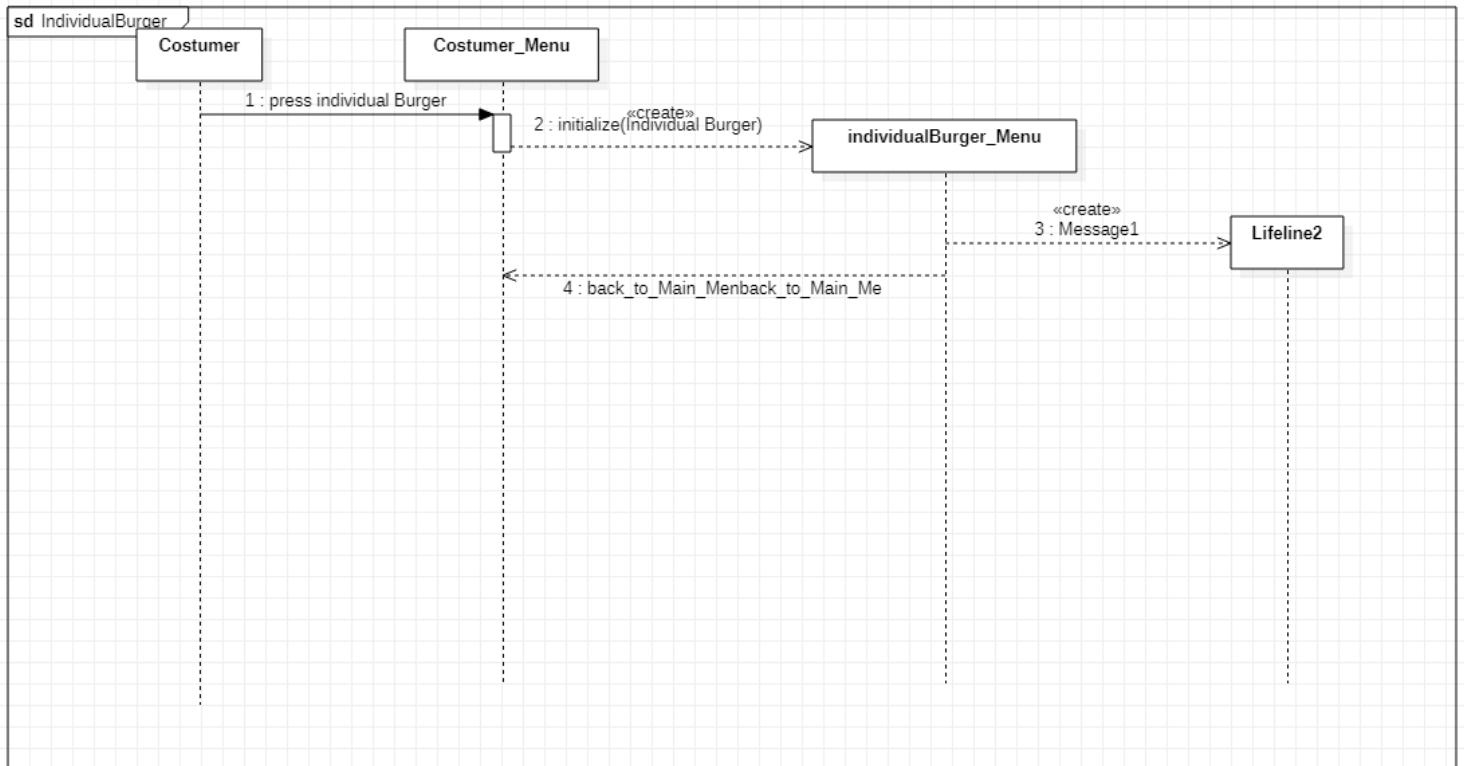 sd IndividualBurger
Costumer
Costumer_Menu
1 : press individual Burger
«create»
2 : initialize(Individual Burger)
individualBurger_Menu
«create»
3 : Message1
Lifeline2
4 : back_to_Main_Menback_to_Main_Me